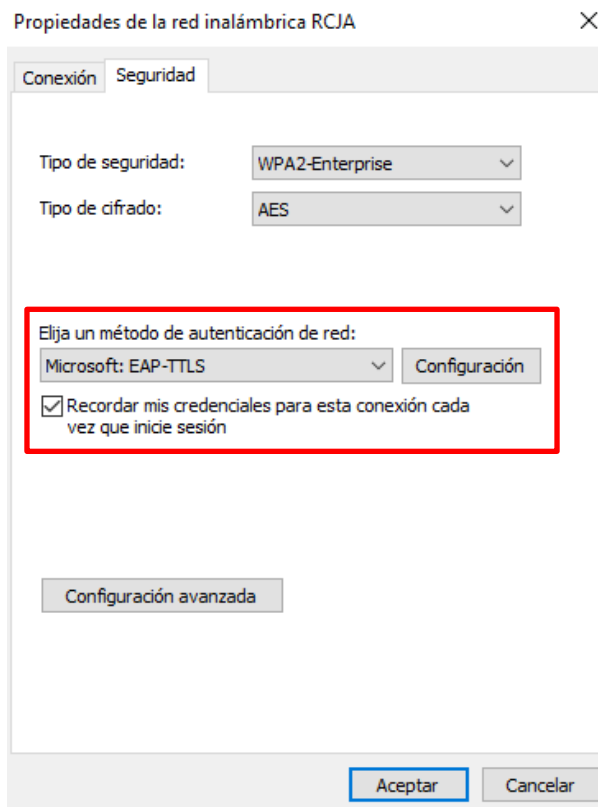 Propiedades de la red inalámbrica RCJA
Conexión Seguridad
Tipo de seguridad: WPA2-Enterprise
Tipo de cifrado: AES
Elija un método de autenticación de red:
Microsoft: EAP-TTLS Configuración
Recordar mis credenciales para esta conexión cada
vez que inicie sesión
Configuración avanzada
Aceptar Cancelar